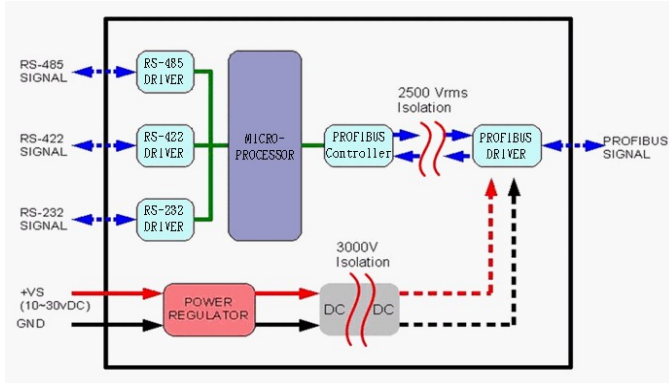 RS-485
SIGNAL
RS-485
DRIVER
RS-422
SIGNAL
RS-422
DRIVER
RS-232
SIGNAL
RS-232
DRIVER
MICRO-
PROCESSOR
PROFIBUS
Controller
2500 Vrms
Isolation
PROFIBUS
DRIVER
PROFIBUS
SIGNAL
+VS
(10~30vDC)
GND
POWER
REGULATOR
3000V
Isolation
DC DC